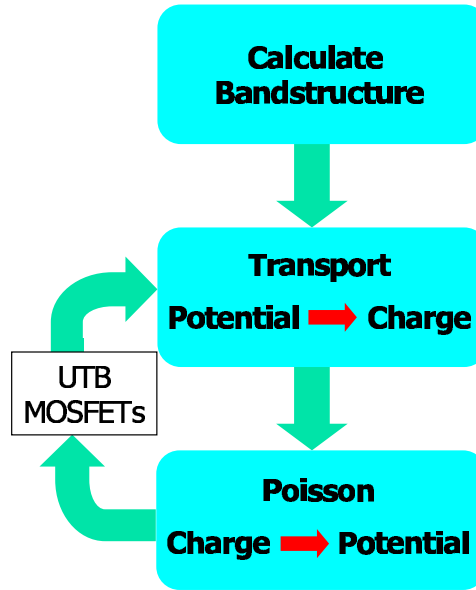 Calculate
Bandstructure
Transport
Potential Charge
UTB
MOSFETs
Poisson
Charge Potential